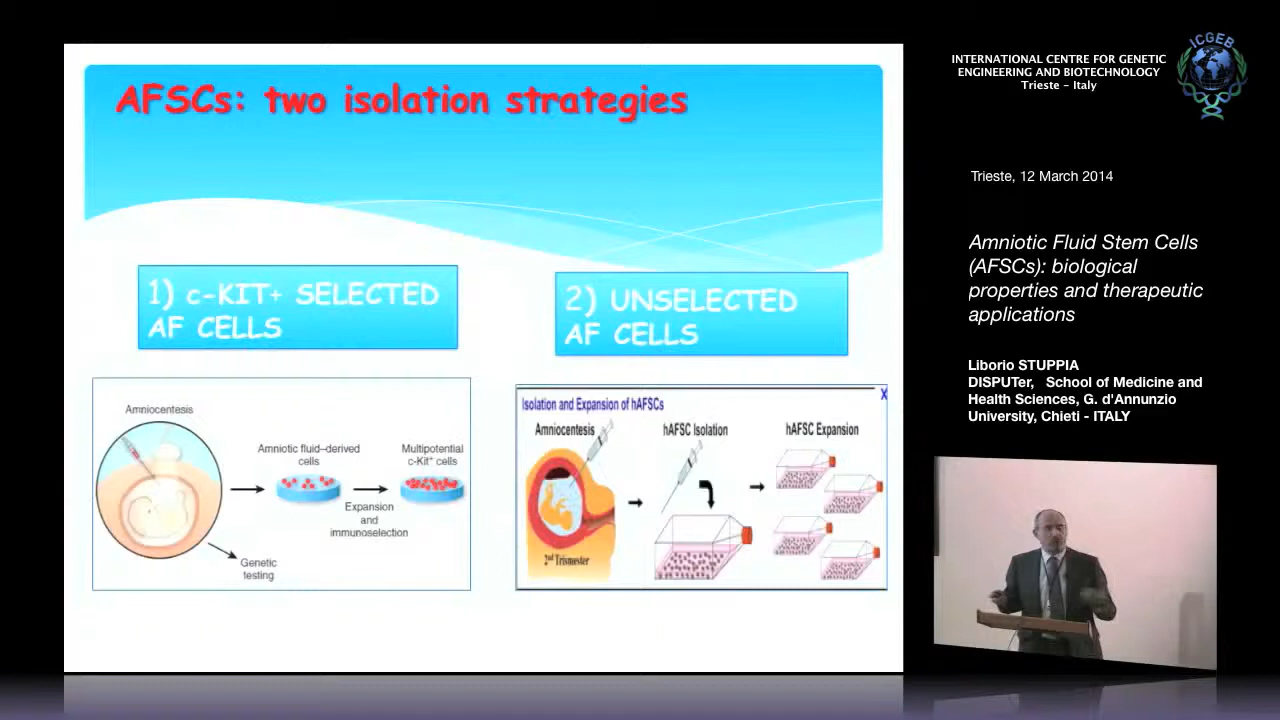 AFSCs: two isolation strategies
1) c-KIT+ SELECTED
AF CELLS
2) UNSELECTED
AF CELLS
Amniocentesis
Amniotic fluid–derived
cells
Multipotential
c-Kit⁺ cells
Expansion
and
immunoselection
Genetic
testing
X
Isolation and Expansion of hAFSCs
Amniocentesis
hAFSC Isolation
hAFSC Expansion
2nd Trismester
INTERNATIONAL CENTRE FOR GENETIC
ENGINEERING AND BIOTECHNOLOGY
Trieste - Italy
ICGEB
Trieste, 12 March 2014
Amniotic Fluid Stem Cells
(AFSCs): biological
properties and therapeutic
applications
Liborio STUPPIA
DISPUTer, School of Medicine and
Health Sciences, G. d'Annunzio
University, Chieti - ITALY